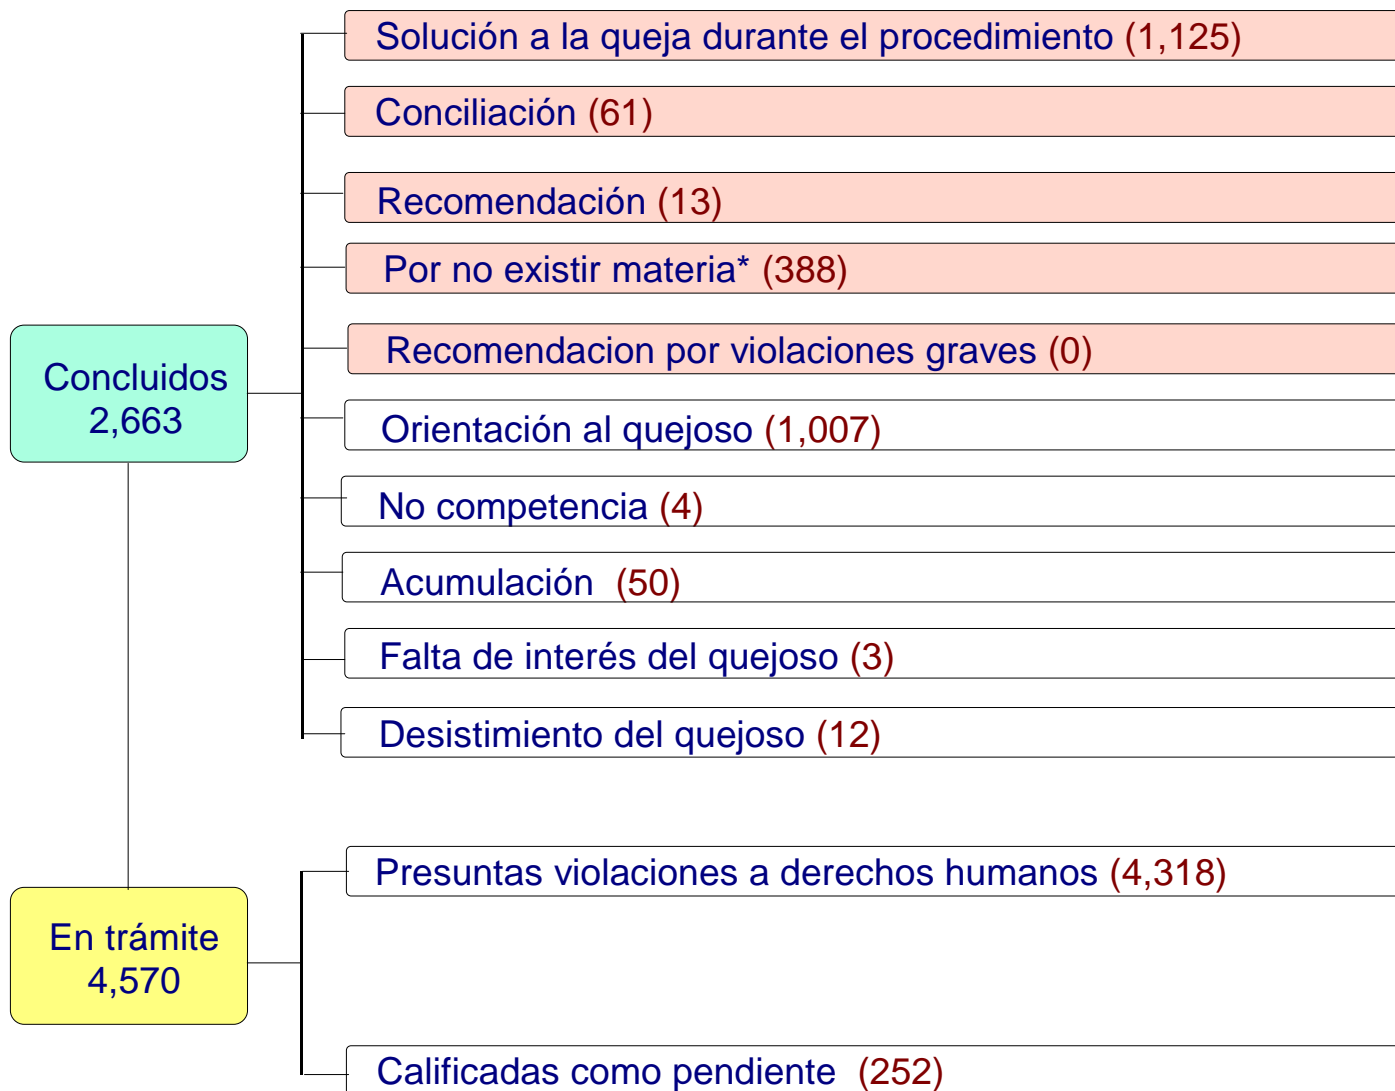 Solución a la queja durante el procedimiento (1,125)
Conciliación (61)
Recomendación (13)
Por no existir materia* (388)
Recomendacion por violaciones graves (0)
Concluidos
2,663
Orientación al quejoso (1,007)
No competencia (4)
Acumulación (50)
Falta de interés del quejoso (3)
Desistimiento del quejoso (12)
Presuntas violaciones a derechos humanos (4,318)
En trámite
4,570
Calificadas como pendiente (252)